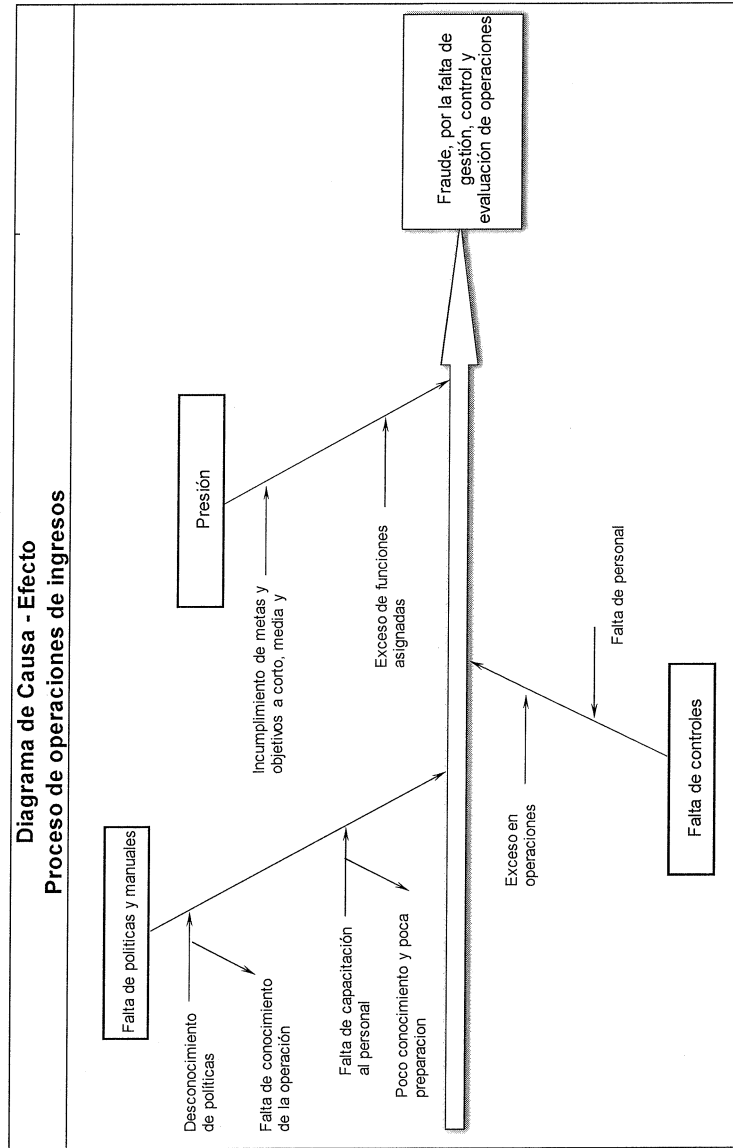 Diagrama de Causa - Efecto
Proceso de operaciones de ingresos
Falta de politicas y manuales
Presión
Desconocimiento
de políticas
Falta de conocimiento
de la operación
Falta de capacitación
al personal
Poco conocimiento y poca
preparacion
Incumplimiento de metas y
objetivos a corto, media y
Exceso de funciones
asignadas
Fraude, por la falta de
gestión, control y
evaluación de operaciones
Exceso en
operaciones
Falta de personal
Falta de controles